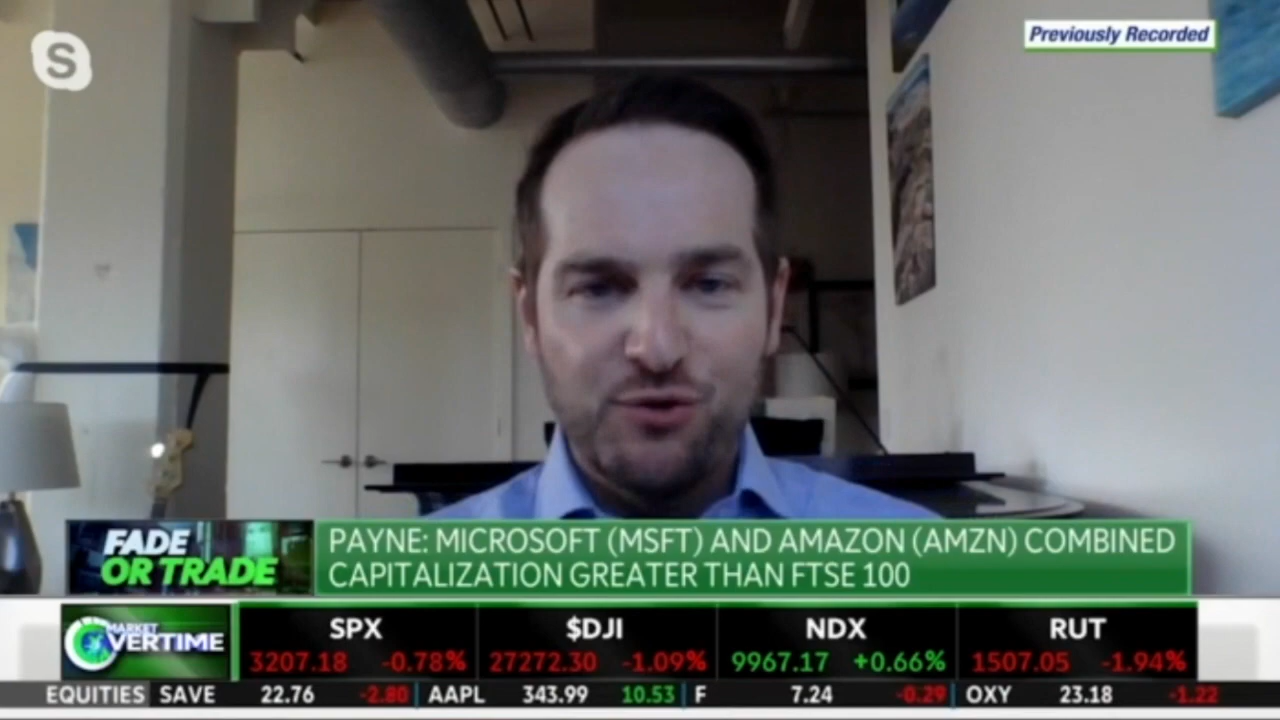 S
Previously Recorded
FADE
OR TRADE
PAYNE: MICROSOFT (MSFT) AND AMAZON (AMZN) COMBINED
CAPITALIZATION GREATER THAN FTSE 100
MARKET
OVERTIME
SPX $DJI NDX RUT
3207.18 -0.78% 27272.30 -1.09% 9967.17 +0.66% 1507.05 -1.94%
EQUITIES SAVE 22.76 -2.80 AAPL 343.99 10.53 F 7.24 -0.29 OXY 23.18 -1.22